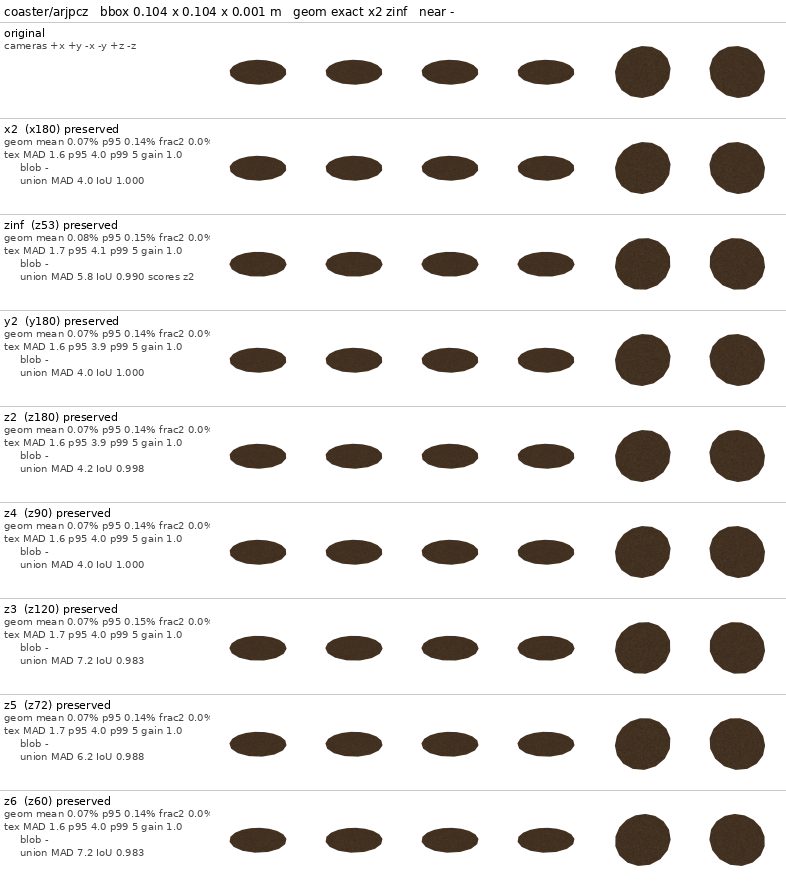 coaster/arjpcz bbox 0.104 x 0.104 x 0.001 m geom exact x2 zinf near -
original
cameras +x +y -x -y +z -z
x2 (x180) preserved
geom mean 0.07% p95 0.14% frac2 0.0%
tex MAD 1.6 p95 4.0 p99 5 gain 1.0
blob -
union MAD 4.0 IoU 1.000
zinf (z53) preserved
geom mean 0.08% p95 0.15% frac2 0.0%
tex MAD 1.7 p95 4.1 p99 5 gain 1.0
blob -
union MAD 5.8 IoU 0.990 scores z2
y2 (y180) preserved
geom mean 0.07% p95 0.14% frac2 0.0%
tex MAD 1.6 p95 3.9 p99 5 gain 1.0
blob -
union MAD 4.0 IoU 1.000
z2 (z180) preserved
geom mean 0.07% p95 0.14% frac2 0.0%
tex MAD 1.6 p95 3.9 p99 5 gain 1.0
blob -
union MAD 4.2 IoU 0.998
z4 (z90) preserved
geom mean 0.07% p95 0.14% frac2 0.0%
tex MAD 1.6 p95 4.0 p99 5 gain 1.0
blob -
union MAD 4.0 IoU 1.000
z3 (z120) preserved
geom mean 0.07% p95 0.15% frac2 0.0%
tex MAD 1.7 p95 4.0 p99 5 gain 1.0
blob -
union MAD 7.2 IoU 0.983
z5 (z72) preserved
geom mean 0.07% p95 0.14% frac2 0.0%
tex MAD 1.7 p95 4.0 p99 5 gain 1.0
blob -
union MAD 6.2 IoU 0.988
z6 (z60) preserved
geom mean 0.07% p95 0.14% frac2 0.0%
tex MAD 1.6 p95 4.0 p99 5 gain 1.0
blob -
union MAD 7.2 IoU 0.983